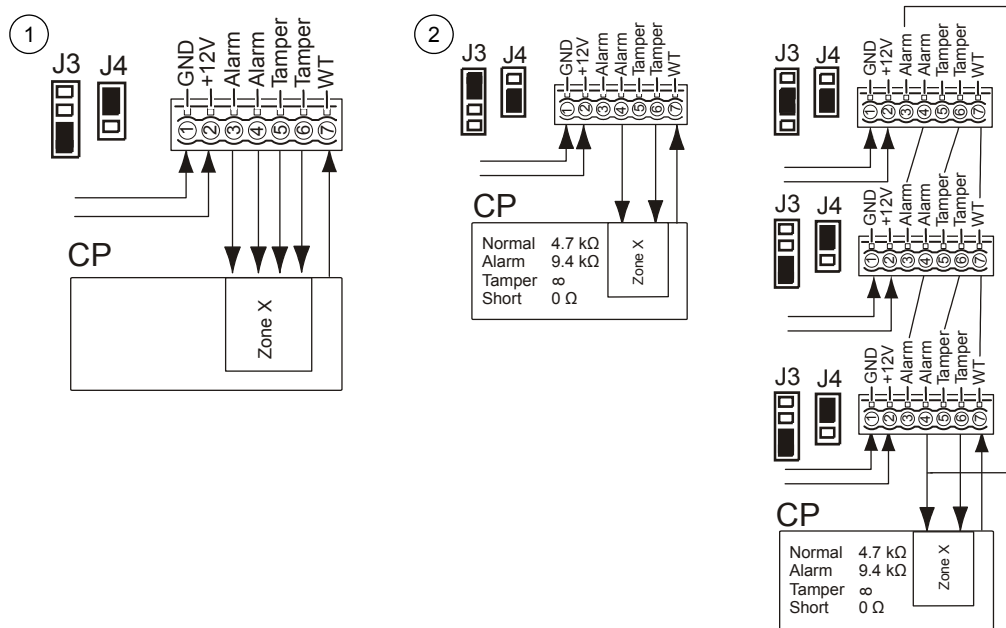 1
J3
J4
GND
+12V
Alarm
Alarm
Tamper
Tamper
WT
1 2 3 4 5 6 7
CP
Zone X
2
J3
J4
GND
+12V
Alarm
Alarm
Tamper
Tamper
WT
1 2 3 4 5 6 7
CP
Normal 4.7 kΩ
Alarm 9.4 kΩ
Tamper ∞
Short 0 Ω
Zone X
J3
J4
GND
+12V
Alarm
Alarm
Tamper
Tamper
WT
1 2 3 4 5 6 7
J3
J4
GND
+12V
Alarm
Alarm
Tamper
Tamper
WT
1 2 3 4 5 6 7
J3
J4
GND
+12V
Alarm
Alarm
Tamper
Tamper
WT
1 2 3 4 5 6 7
CP
Normal 4.7 kΩ
Alarm 9.4 kΩ
Tamper ∞
Short 0 Ω
Zone X